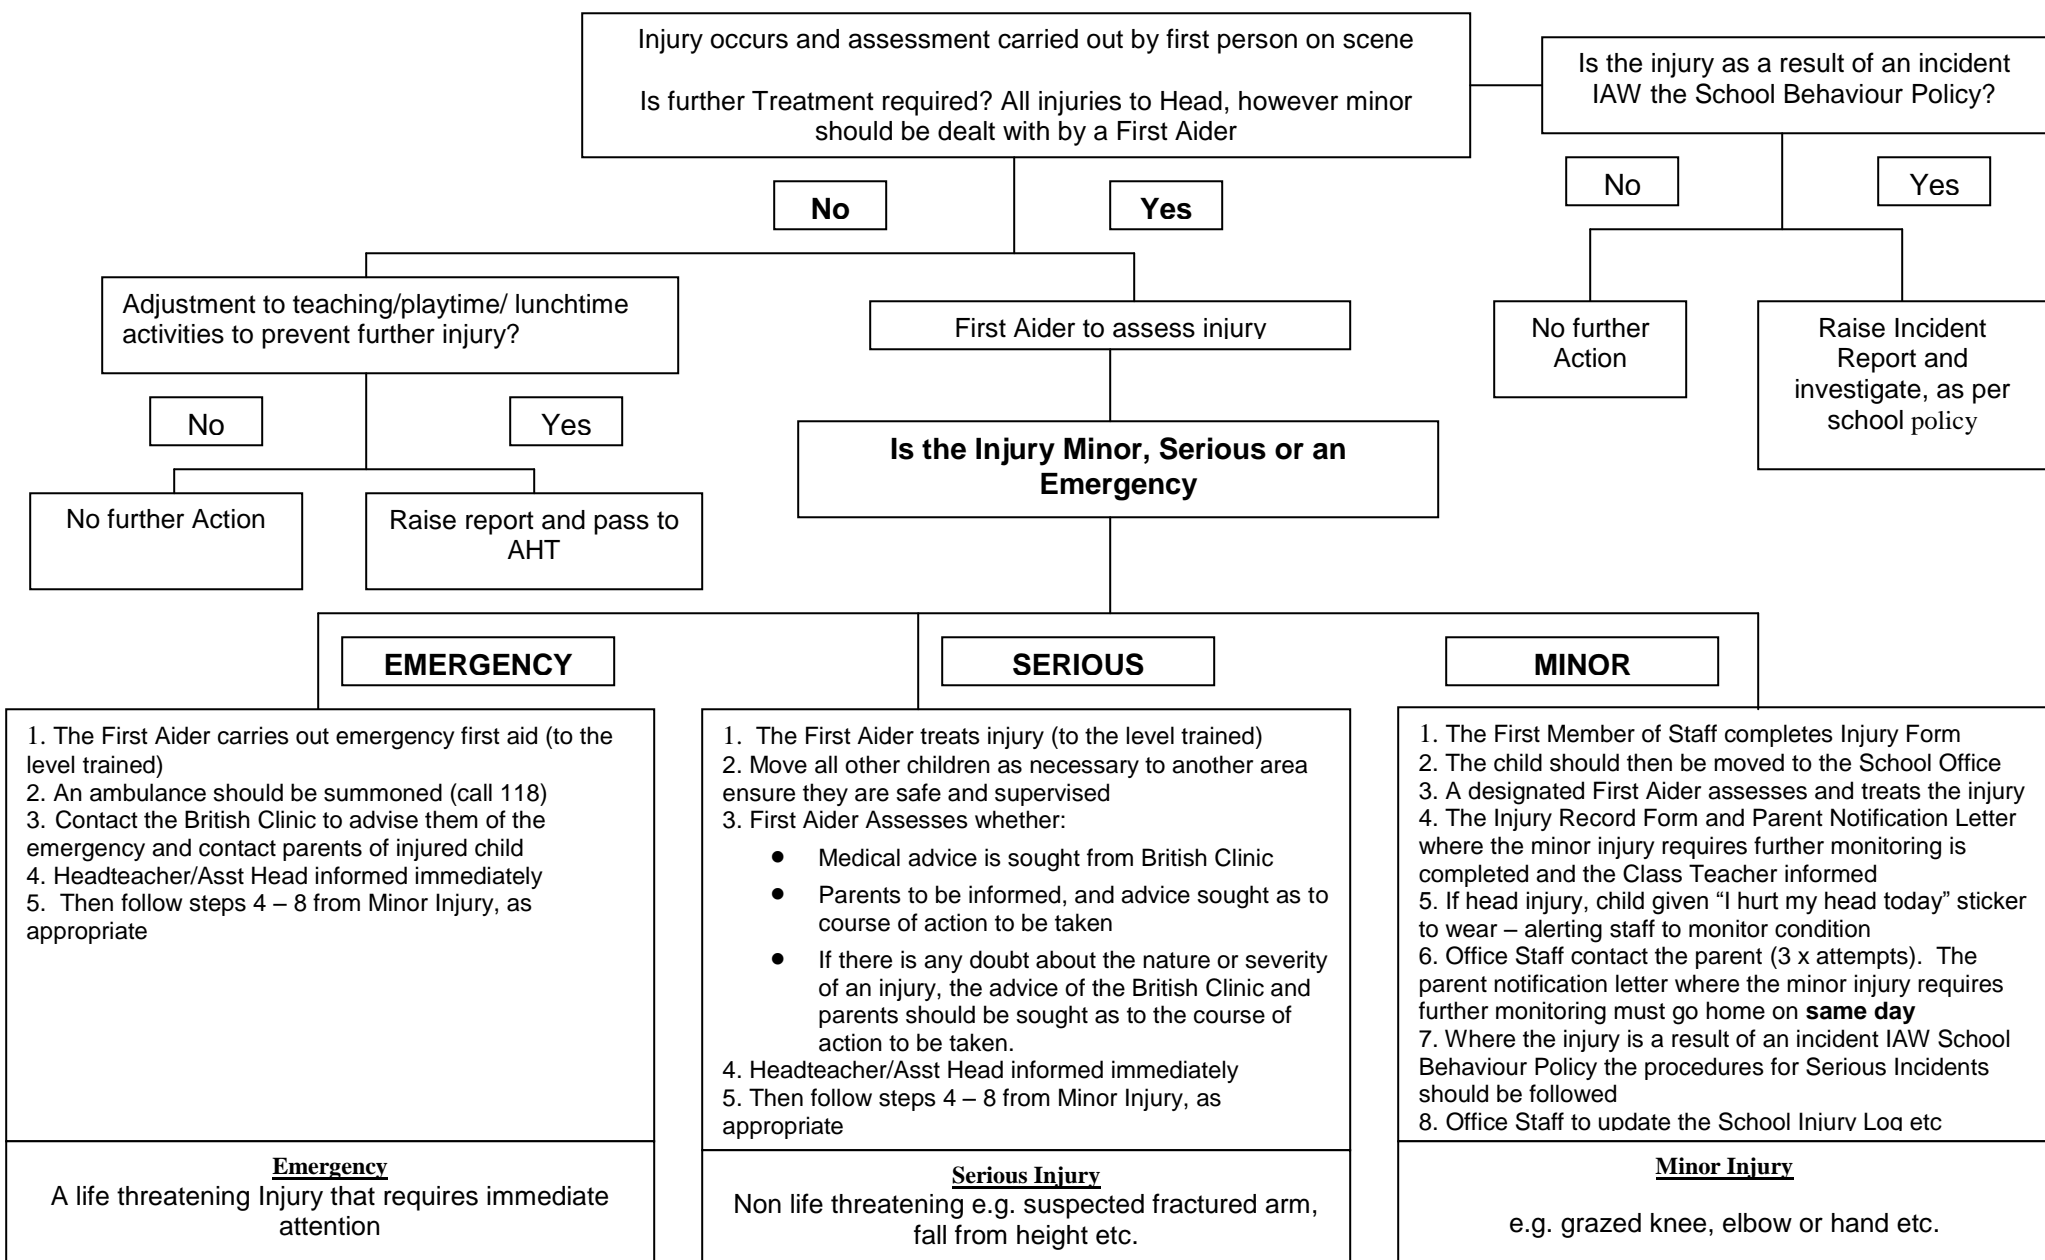 Injury occurs and assessment carried out by first person on scene
Is further Treatment required? All injuries to Head, however minor
should be dealt with by a First Aider
Is the injury as a result of an incident
IAW the School Behaviour Policy?
No
Yes
No
Yes
Adjustment to teaching/playtime/ lunchtime
activities to prevent further injury?
First Aider to assess injury
No further
Action
Raise Incident
Report and
investigate, as per
school policy
No
Yes
Is the Injury Minor, Serious or an
Emergency
No further Action
Raise report and pass to
AHT
EMERGENCY
SERIOUS
MINOR
1. The First Aider carries out emergency first aid (to the
level trained)
2. An ambulance should be summoned (call 118)
3. Contact the British Clinic to advise them of the
emergency and contact parents of injured child
4. Headteacher/Asst Head informed immediately
5. Then follow steps 4 – 8 from Minor Injury, as
appropriate
Emergency
A life threatening Injury that requires immediate
attention
1. The First Aider treats injury (to the level trained)
2. Move all other children as necessary to another area
ensure they are safe and supervised
3. First Aider Assesses whether:
● Medical advice is sought from British Clinic
● Parents to be informed, and advice sought as to
course of action to be taken
● If there is any doubt about the nature or severity
of an injury, the advice of the British Clinic and
parents should be sought as to the course of
action to be taken.
4. Headteacher/Asst Head informed immediately
5. Then follow steps 4 – 8 from Minor Injury, as
appropriate
Serious Injury
Non life threatening e.g. suspected fractured arm,
fall from height etc.
1. The First Member of Staff completes Injury Form
2. The child should then be moved to the School Office
3. A designated First Aider assesses and treats the injury
4. The Injury Record Form and Parent Notification Letter
where the minor injury requires further monitoring is
completed and the Class Teacher informed
5. If head injury, child given “I hurt my head today” sticker
to wear – alerting staff to monitor condition
6. Office Staff contact the parent (3 x attempts). The
parent notification letter where the minor injury requires
further monitoring must go home on same day
7. Where the injury is a result of an incident IAW School
Behaviour Policy the procedures for Serious Incidents
should be followed
8. Office Staff to update the School Injury Log etc
Minor Injury
e.g. grazed knee, elbow or hand etc.